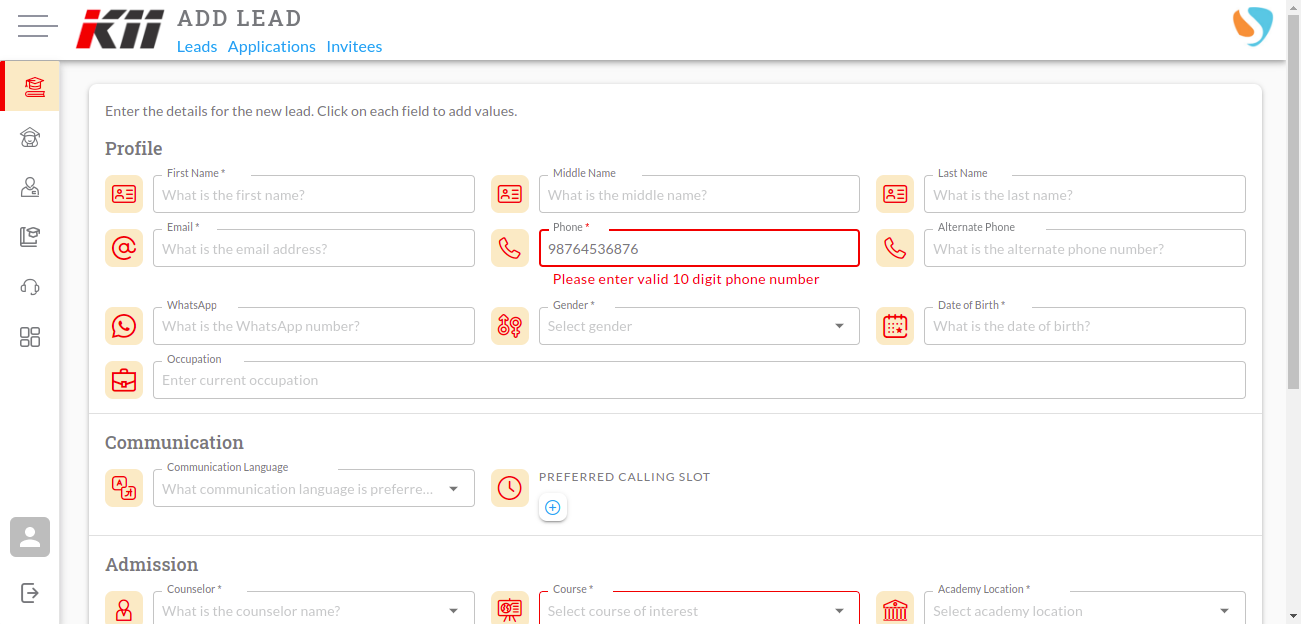 KII ADD LEAD
Leads Applications Invitees
Enter the details for the new lead. Click on each field to add values.
Profile
First Name * Middle Name Last Name
What is the first name? What is the middle name? What is the last name?
Email * Phone * Alternate Phone
What is the email address? 98764536876 What is the alternate phone number?
Please enter valid 10 digit phone number
WhatsApp Gender * Date of Birth *
What is the WhatsApp number? Select gender What is the date of birth?
Occupation
Enter current occupation
Communication
Communication Language
What communication language is preferre... PREFERRED CALLING SLOT
Admission
Counselor * Course * Academy Location *
What is the counselor name? Select course of interest Select academy location